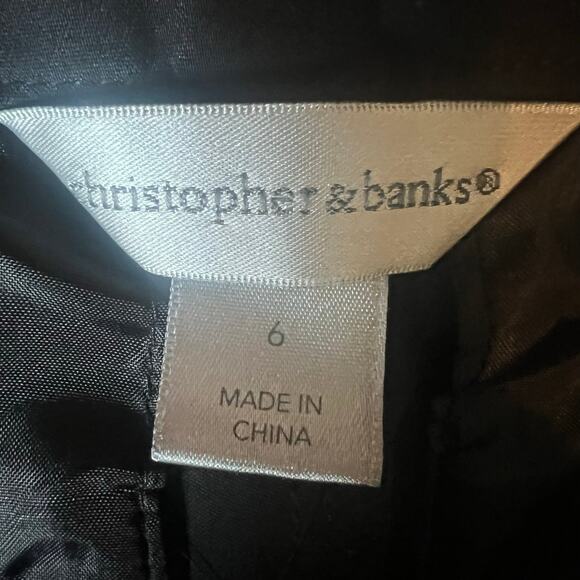 christopher & banks®
6
MADE IN
CHINA